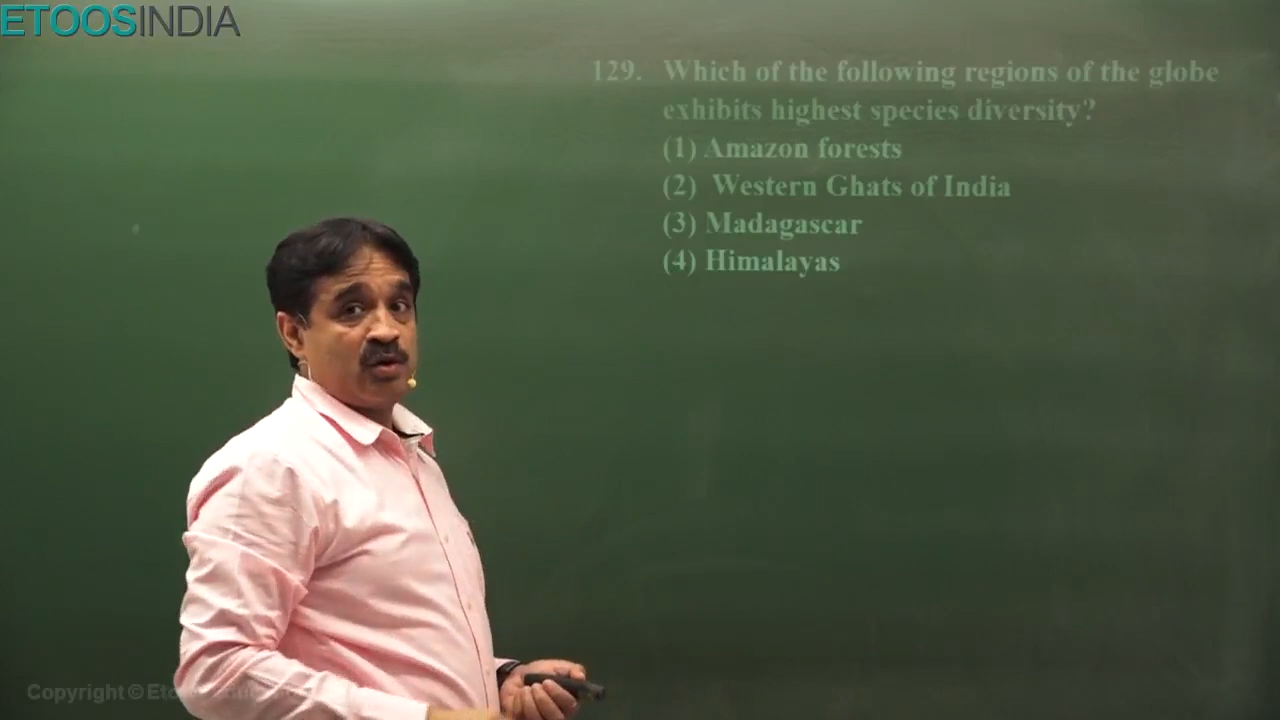 ETOOSINDIA
129. Which of the following regions of the globe
exhibits highest species diversity?
(1) Amazon forests
(2) Western Ghats of India
(3) Madagascar
(4) Himalayas
Copyright ©